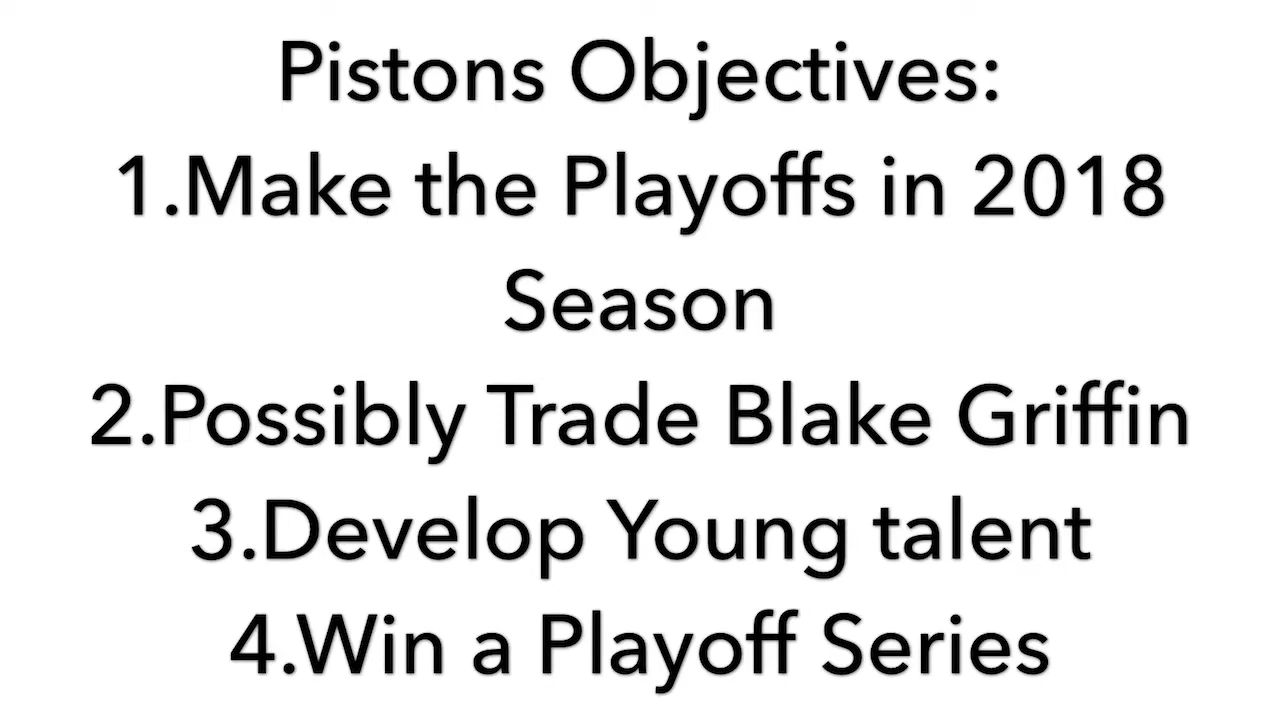 Pistons Objectives:
1.Make the Playoffs in 2018
Season
2.Possibly Trade Blake Griffin
3.Develop Young talent
4.Win a Playoff Series